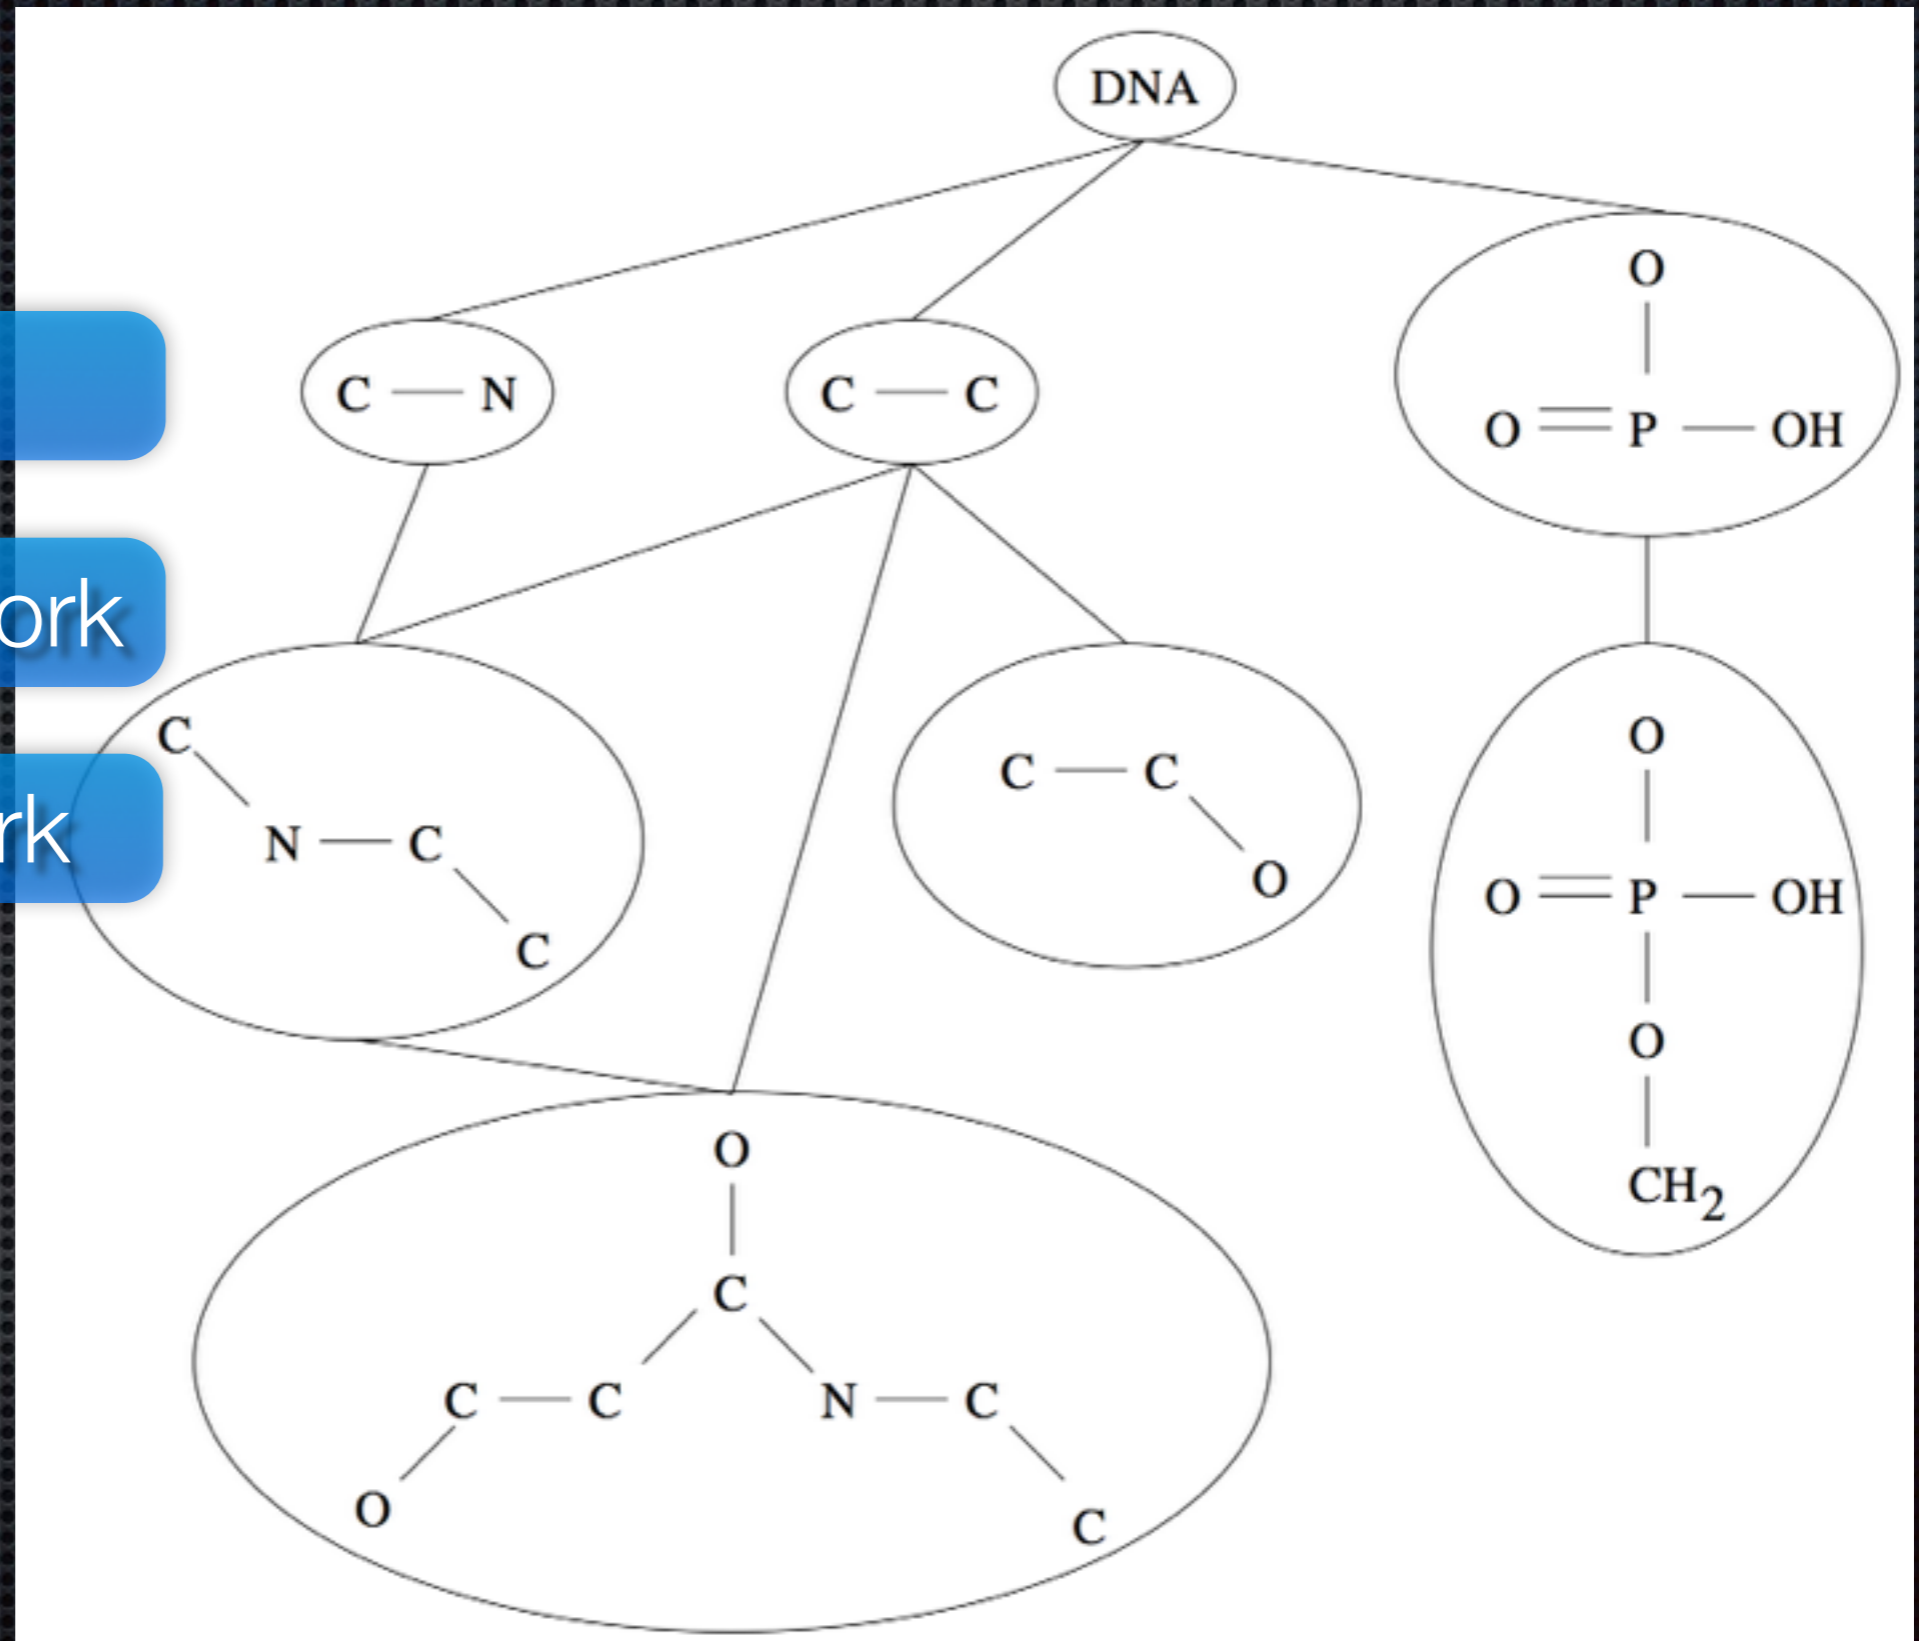 DNA
O
C — N
C — C
O = P — OH
ork
C
O
C — C
N — C
O
rk
O = P — OH
C
O
O
CH2
C
C — C
N — C
O
C